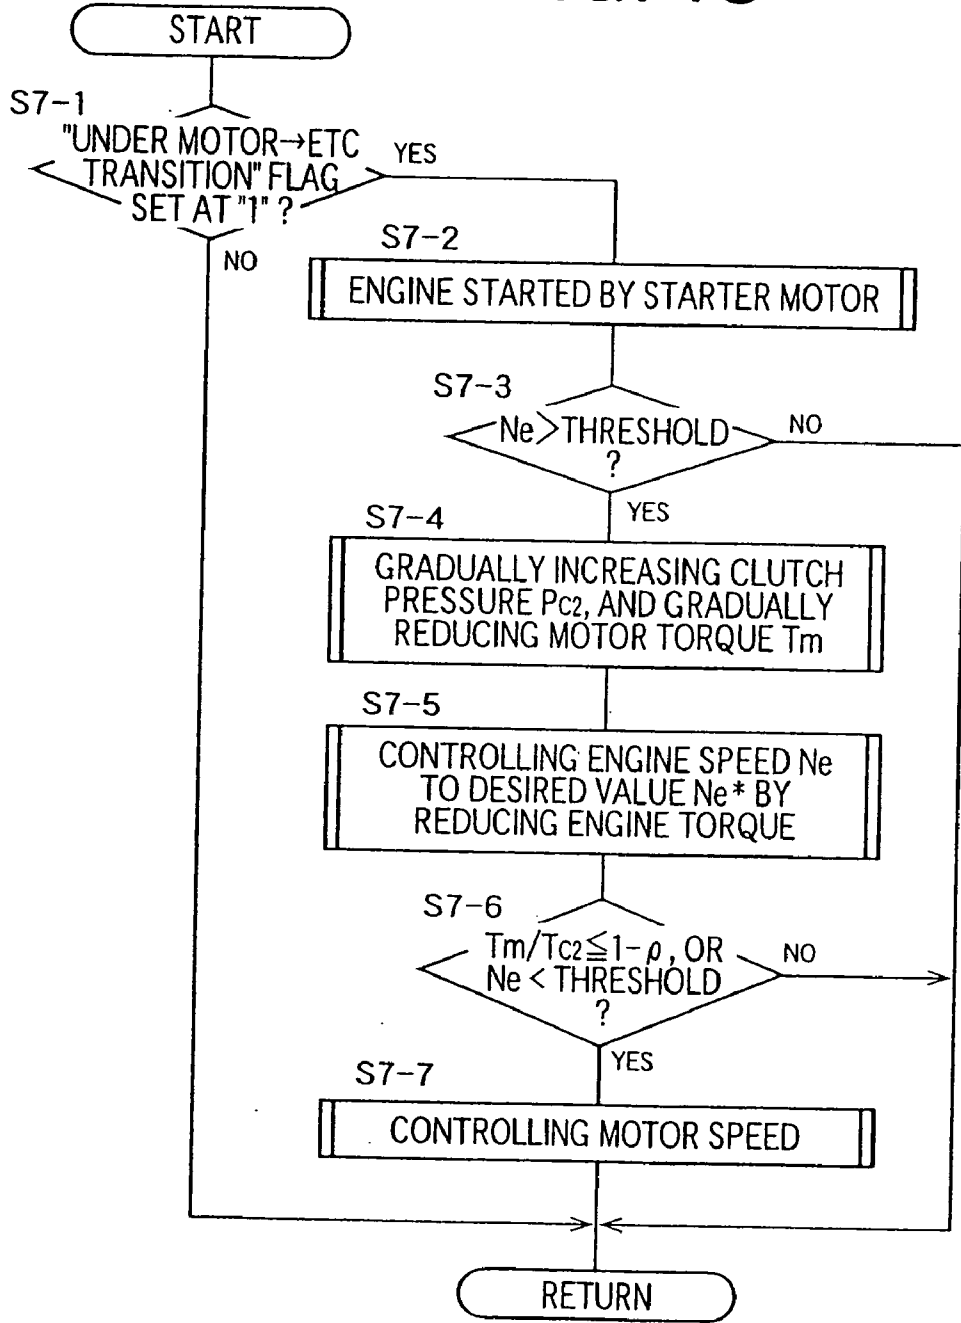 START
S7-1
"UNDER MOTOR→ETC
TRANSITION" FLAG
SET AT "1" ?
YES
NO
S7-2
ENGINE STARTED BY STARTER MOTOR
S7-3
Ne>THRESHOLD
?
NO
YES
S7-4
GRADUALLY INCREASING CLUTCH
PRESSURE Pc2, AND GRADUALLY
REDUCING MOTOR TORQUE Tm
S7-5
CONTROLLING ENGINE SPEED Ne
TO DESIRED VALUE Ne* BY
REDUCING ENGINE TORQUE
S7-6
Tm/Tc2≦1-ρ, OR
Ne < THRESHOLD
?
NO
YES
S7-7
CONTROLLING MOTOR SPEED
RETURN